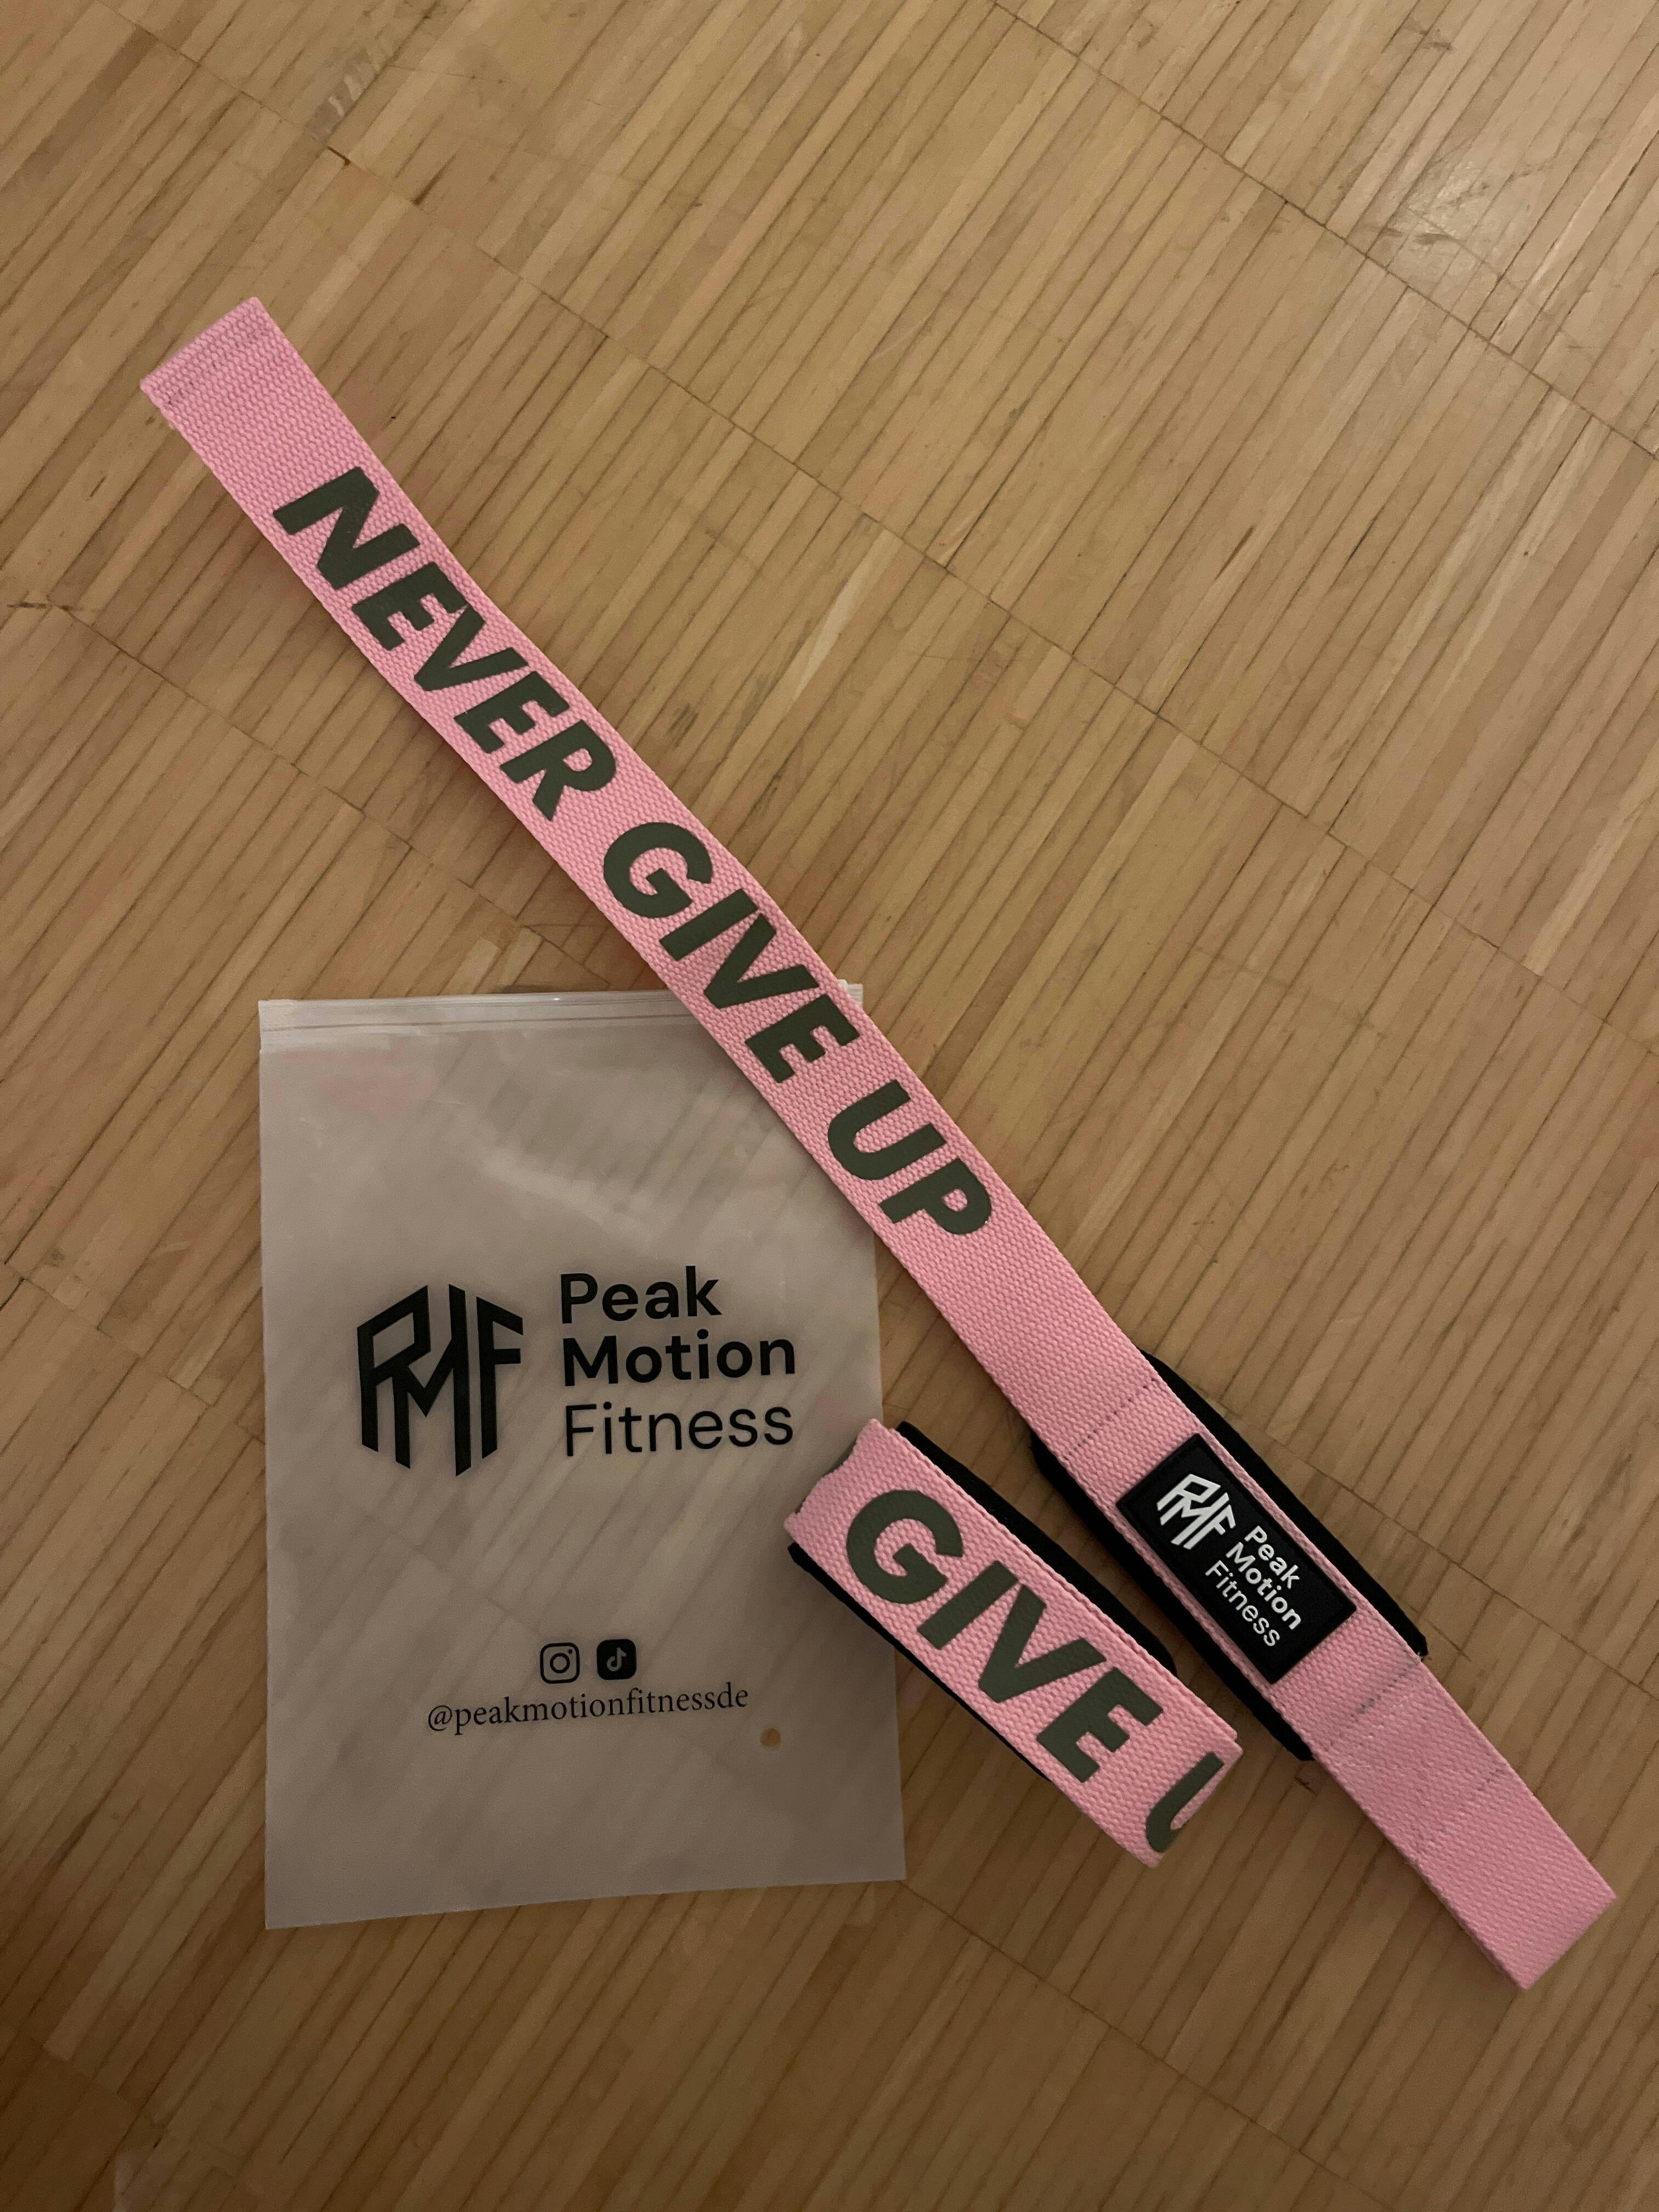 NEVER GIVE UP
PMF
Peak
Motion
Fitness
@peakmotionfitnessde
GIVE U
PMF
Peak
Motion
Fitness